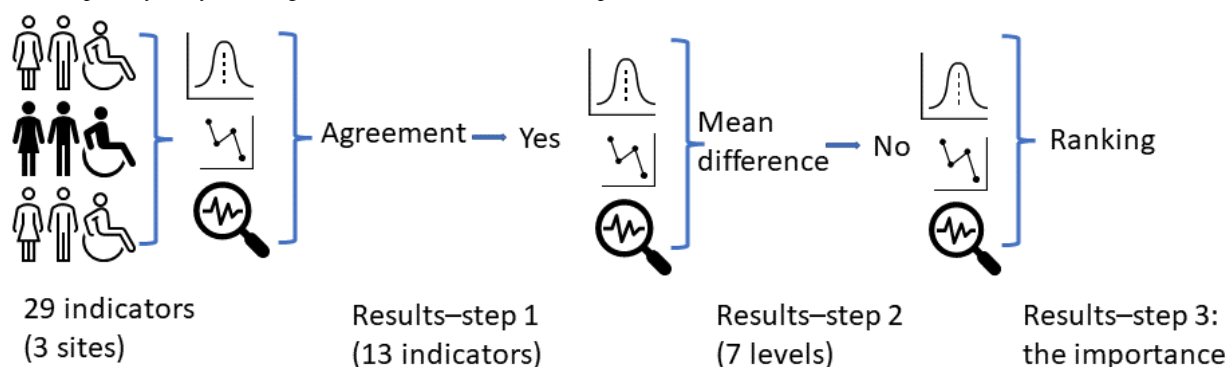 Agreement
Yes
Mean
difference
No
Ranking
29 indicators
(3 sites)
Results–step 1
(13 indicators)
Results–step 2
(7 levels)
Results–step 3:
the importance